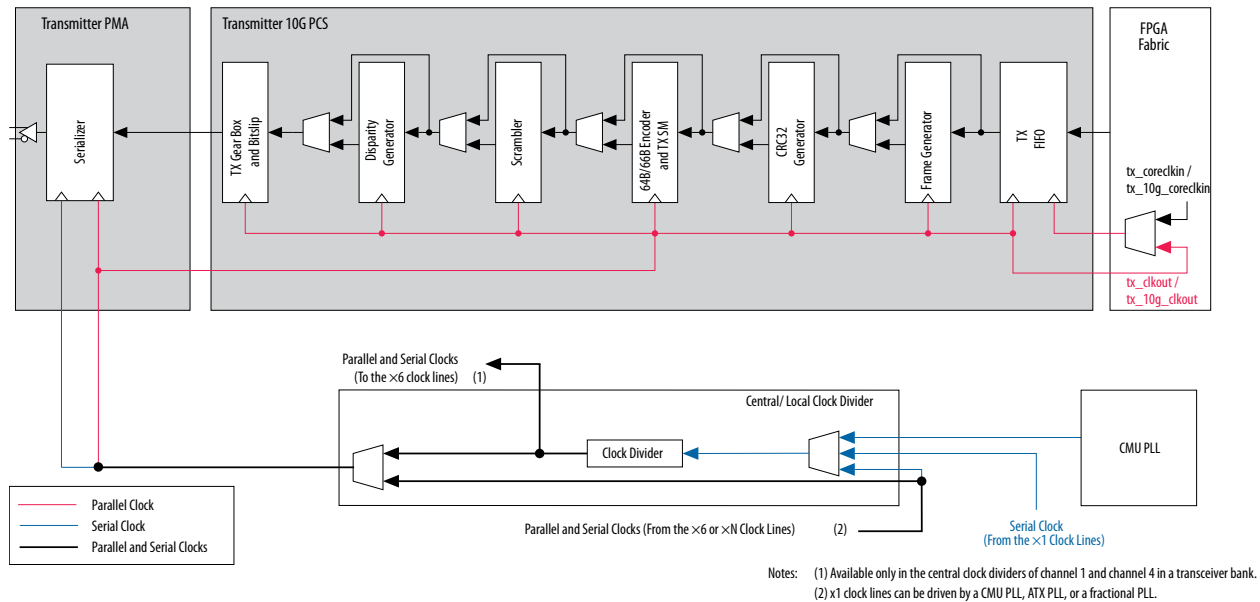 Transmitter PMA
Transmitter 10G PCS
FPGA
Fabric
Serializer
TX Gear Box
and Bitslip
Disparity
Generator
Scrambler
64B/66B Encoder
and TX SM
CRC32
Generator
Frame Generator
TX
FIFO
tx_coreclkin /
tx_10g_coreclkin
tx_clkout /
tx_10g_clkout
Parallel and Serial Clocks
(To the ×6 clock lines) (1)
Central/ Local Clock Divider
Clock Divider
CMU PLL
Parallel Clock
Serial Clock
Parallel and Serial Clocks
Parallel and Serial Clocks (From the ×6 or ×N Clock Lines) (2)
Serial Clock
(From the ×1 Clock Lines)
Notes: (1) Available only in the central clock dividers of channel 1 and channel 4 in a transceiver bank.
(2) x1 clock lines can be driven by a CMU PLL, ATX PLL, or a fractional PLL.